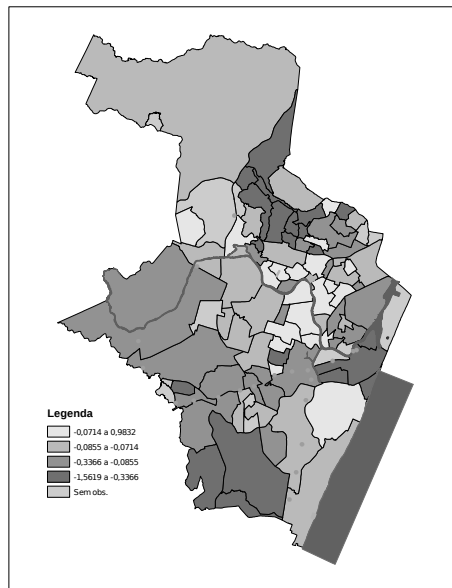 Legenda
-0,0714 a 0,9832
-0,0855 a -0,0714
-0,3366 a -0,0855
-1,5619 a -0,3366
Sem obs.